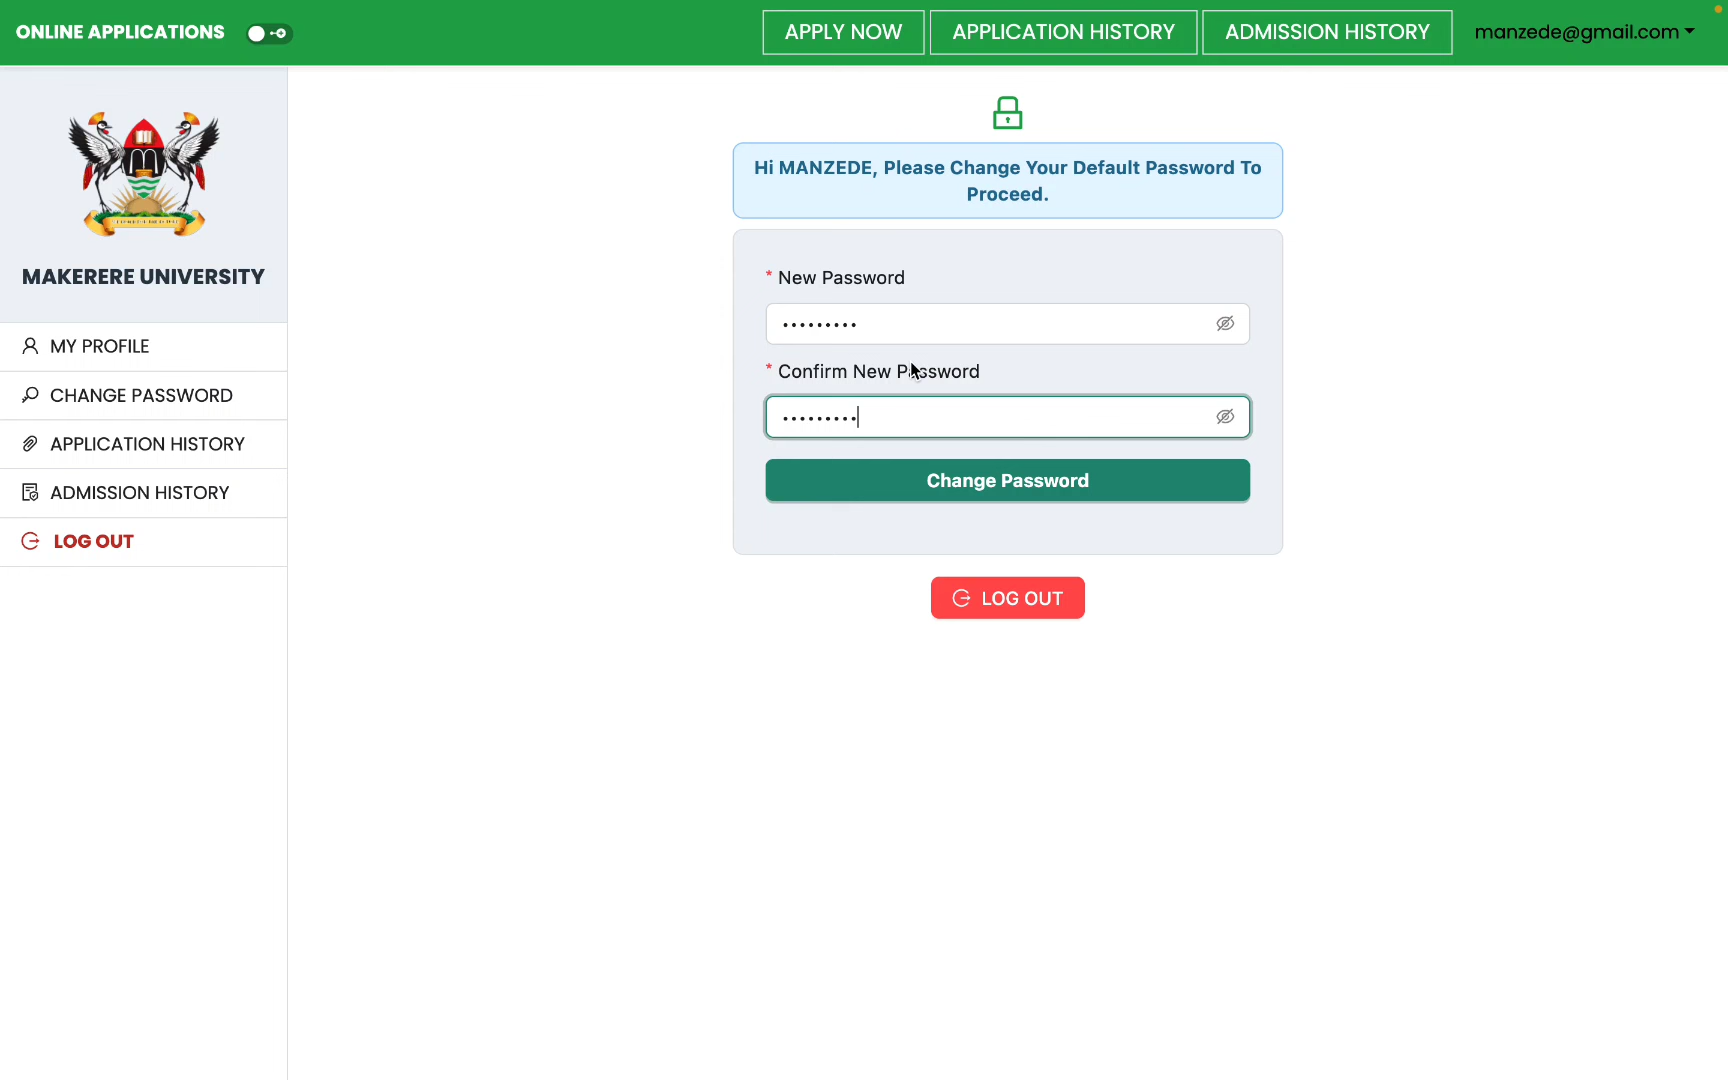 ONLINE APPLICATIONS
APPLY NOW
APPLICATION HISTORY
ADMISSION HISTORY
manzede@gmail.com
MAKERERE UNIVERSITY
MY PROFILE
CHANGE PASSWORD
APPLICATION HISTORY
ADMISSION HISTORY
LOG OUT
Hi MANZEDE, Please Change Your Default Password To
Proceed.
* New Password
•••••••••
* Confirm New Password
•••••••••
Change Password
LOG OUT